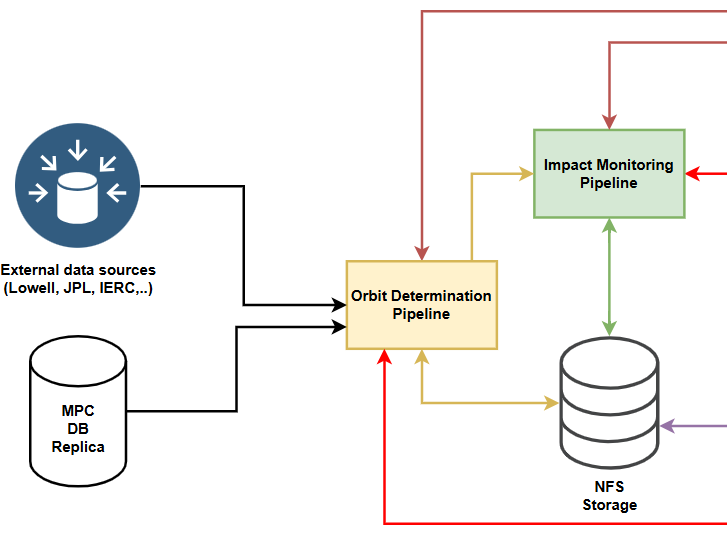 Impact Monitoring
Pipeline
External data sources
(Lowell, JPL, IERC,..)
Orbit Determination
Pipeline
MPC
DB
Replica
NFS
Storage